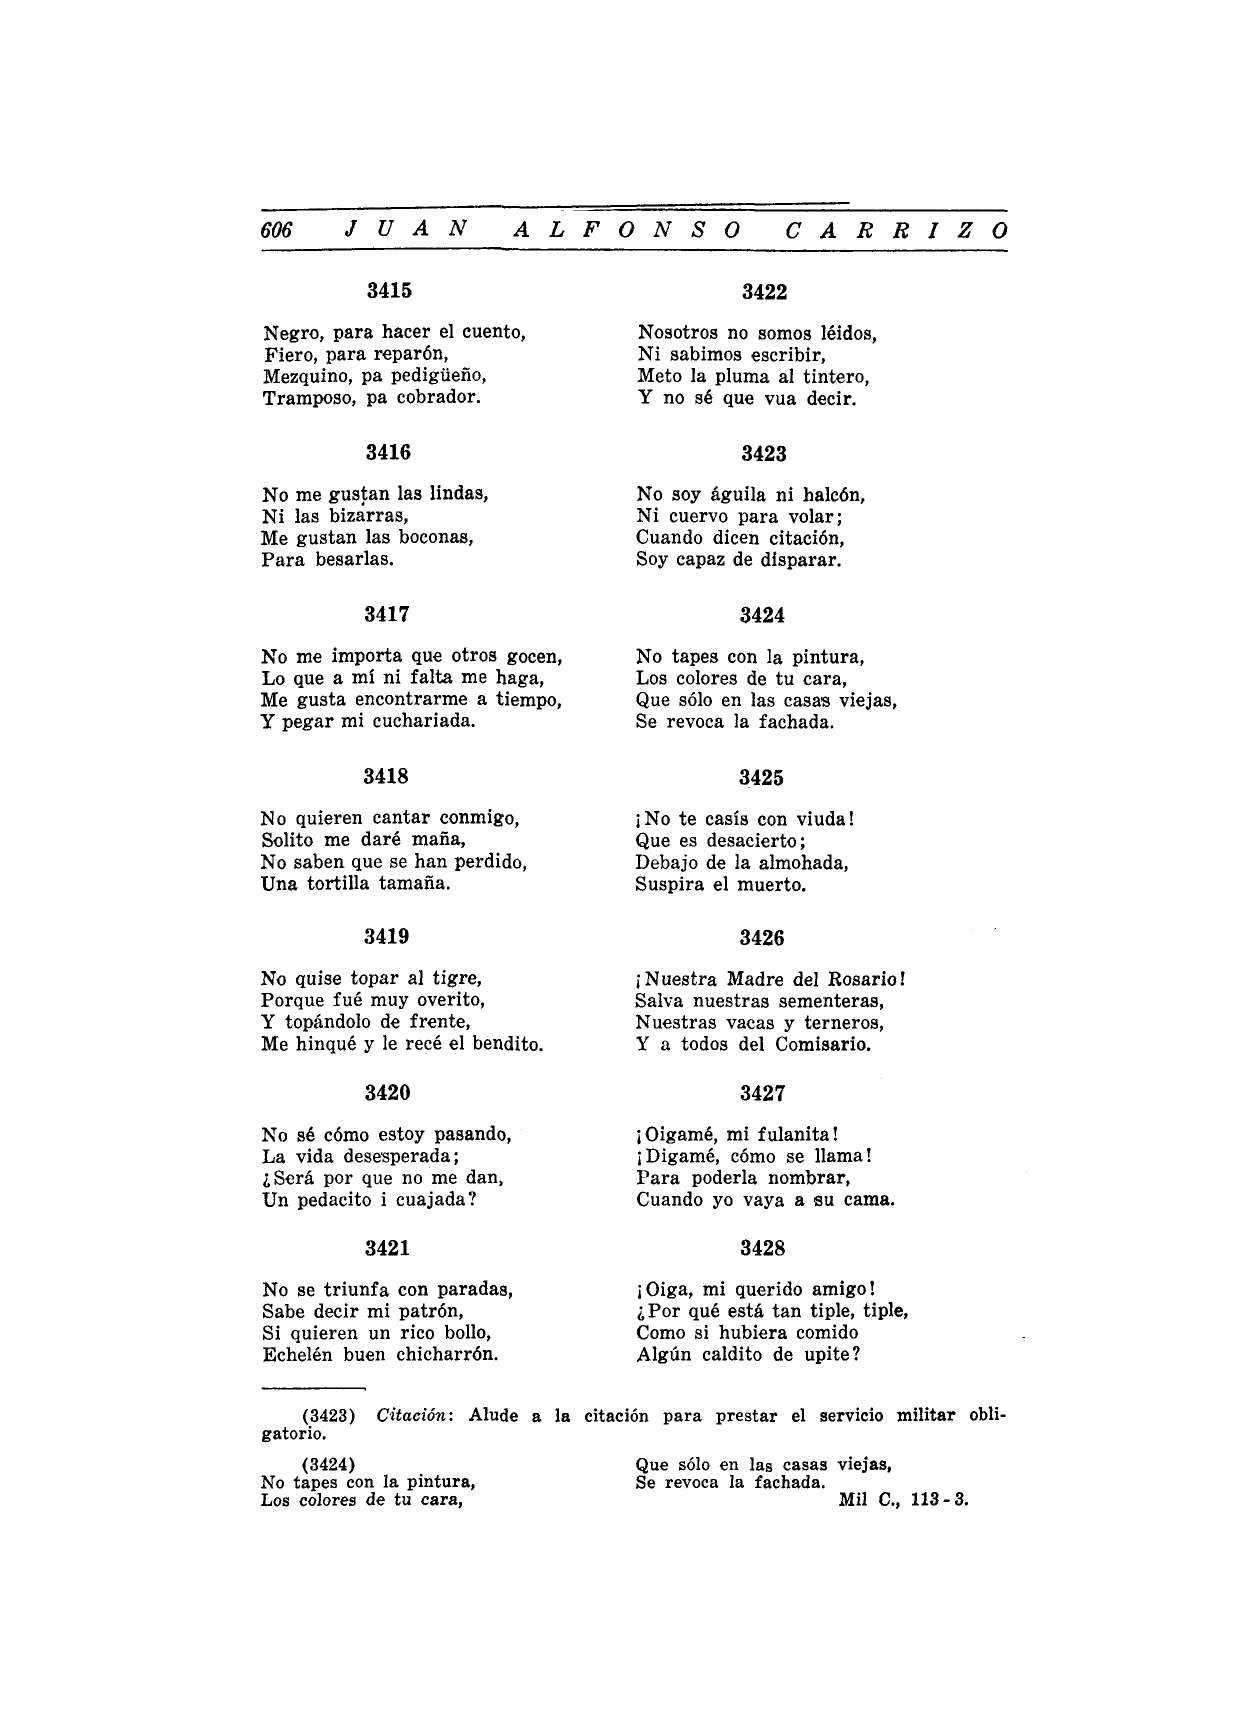 606 JUAN ALFONSO CARRIZO
3415
Negro, para hacer el cuento,
Fiero, para reparón,
Mezquino, pa pedigüeño,
Tramposo, pa cobrador.
3416
No me gustan las lindas,
Ni las bizarras,
Me gustan las boconas,
Para besarlas.
3417
No me importa que otros gocen,
Lo que a mí ni falta me haga,
Me gusta encontrarme a tiempo,
Y pegar mi cuchariada.
3418
No quieren cantar conmigo,
Solito me daré maña,
No saben que se han perdido,
Una tortilla tamaña.
3419
No quise topar al tigre,
Porque fué muy overito,
Y topándolo de frente,
Me hinqué y le recé el bendito.
3420
No sé cómo estoy pasando,
La vida desesperada;
¿Será por que no me dan,
Un pedacito i cuajada?
3421
No se triunfa con paradas,
Sabe decir mi patrón,
Si quieren un rico bollo,
Echelén buen chicharrón.
3422
Nosotros no somos léidos,
Ni sabimos escribir,
Meto la pluma al tintero,
Y no sé que vua decir.
3423
No soy águila ni halcón,
Ni cuervo para volar;
Cuando dicen citación,
Soy capaz de disparar.
3424
No tapes con la pintura,
Los colores de tu cara,
Que sólo en las casas viejas,
Se revoca la fachada.
3425
¡No te casís con viuda!
Que es desacierto;
Debajo de la almohada,
Suspira el muerto.
3426
¡Nuestra Madre del Rosario!
Salva nuestras sementeras,
Nuestras vacas y terneros,
Y a todos del Comisario.
3427
¡Oigamé, mi fulanita!
¡Digamé, cómo se llama!
Para poderla nombrar,
Cuando yo vaya a su cama.
3428
¡Oiga, mi querido amigo!
¿Por qué está tan tiple, tiple,
Como si hubiera comido
Algún caldito de upite?
(3423) Citación: Alude a la citación para prestar el servicio militar obli-
gatorio.
(3424)
No tapes con la pintura,
Los colores de tu cara,
Que sólo en las casas viejas,
Se revoca la fachada.
Mil C., 113-3.